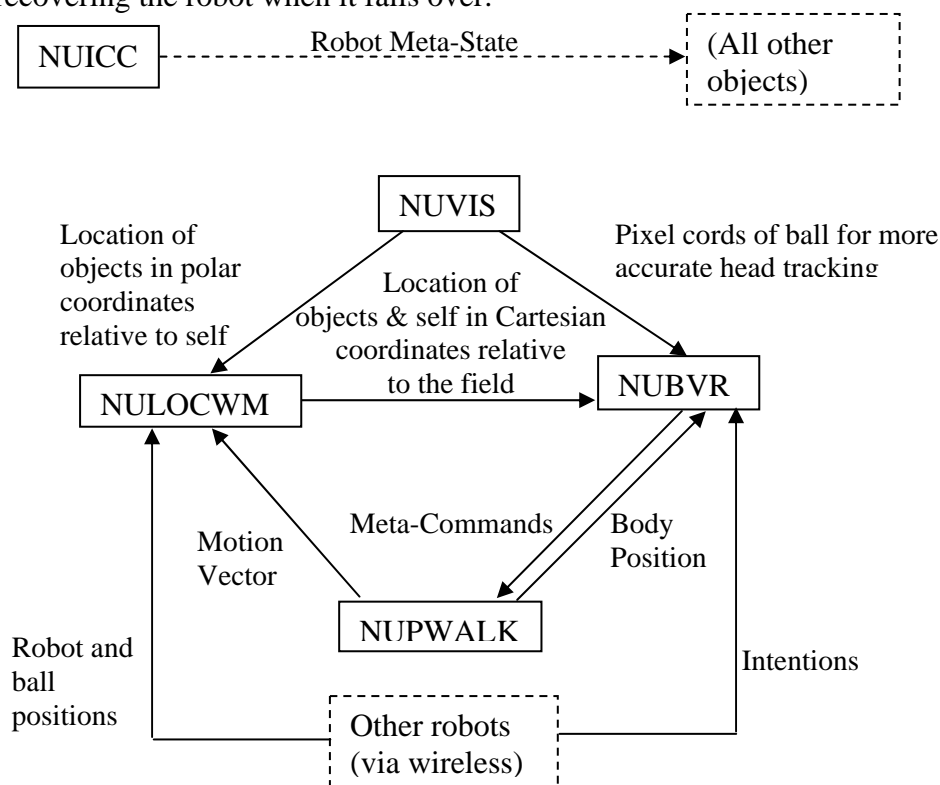 recovering the robot when it falls over.
NUICC
Robot Meta-State
(All other
objects)
NUVIS
Location of
objects in polar
coordinates
relative to self
Pixel cords of ball for more
accurate head tracking
Location of
objects & self in Cartesian
coordinates relative
to the field
NULOCWM
NUBVR
Meta-Commands
Body
Position
Motion
Vector
NUPWALK
Robot and
ball
positions
Intentions
Other robots
(via wireless)